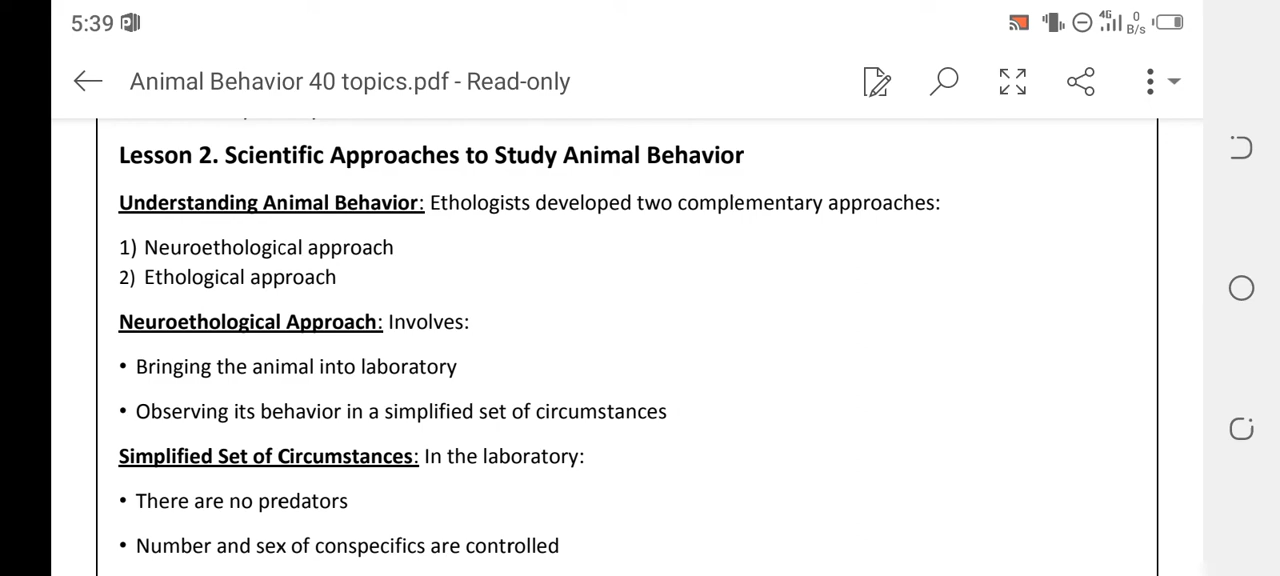 5:39
4G 0 B/s
Animal Behavior 40 topics.pdf - Read-only
Lesson 2. Scientific Approaches to Study Animal Behavior
Understanding Animal Behavior: Ethologists developed two complementary approaches:
1) Neuroethological approach
2) Ethological approach
Neuroethological Approach: Involves:
• Bringing the animal into laboratory
• Observing its behavior in a simplified set of circumstances
Simplified Set of Circumstances: In the laboratory:
• There are no predators
• Number and sex of conspecifics are controlled